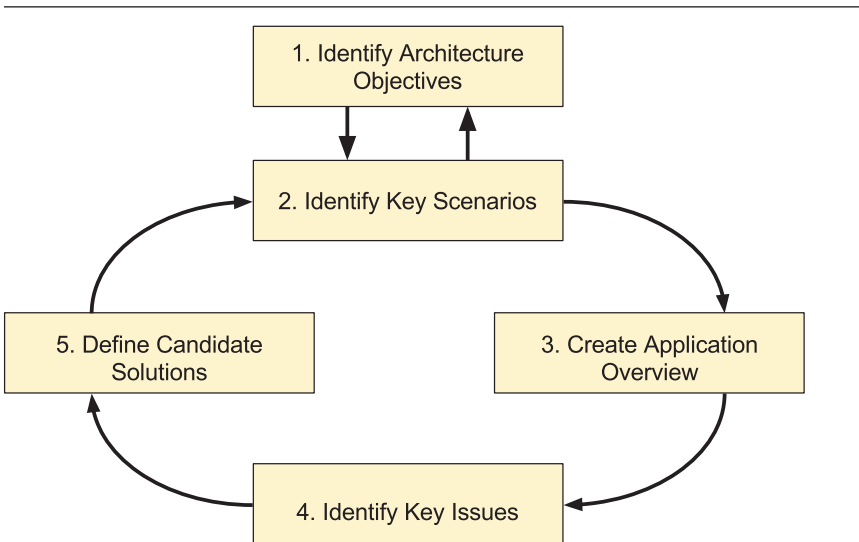 1. Identify Architecture
Objectives
2. Identify Key Scenarios
5. Define Candidate
Solutions
3. Create Application
Overview
4. Identify Key Issues